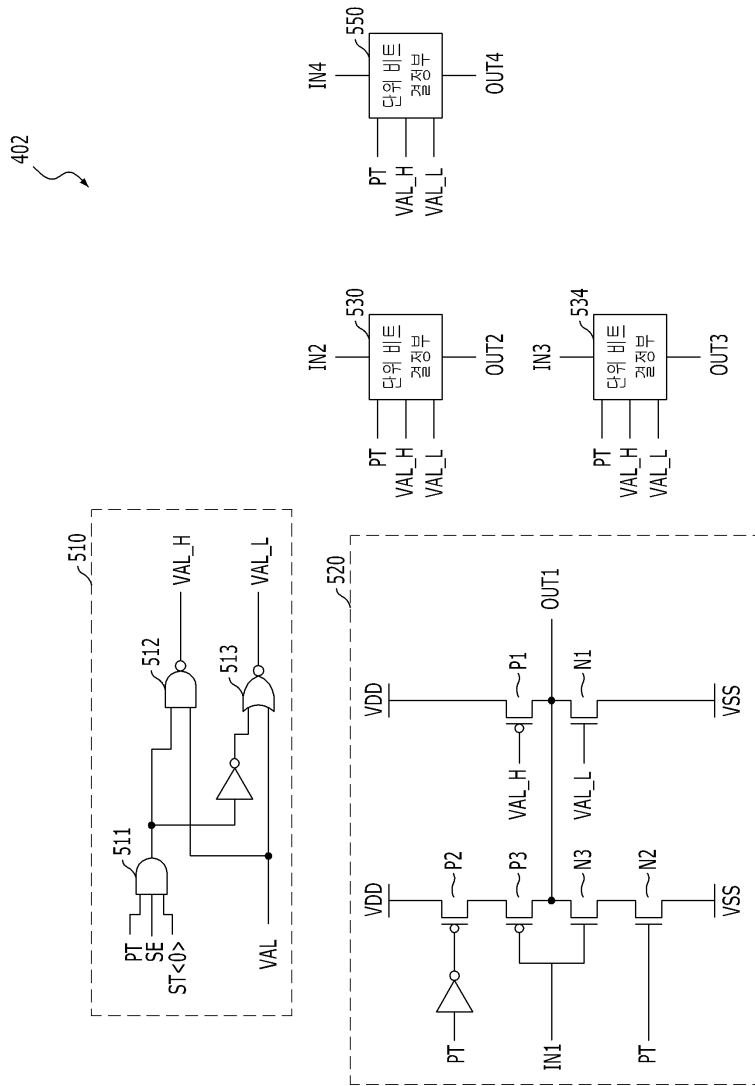 402
510
PT
SE
ST<0>
511
512
VAL_H
VAL
513
VAL_L
520
VDD
VDD
PT
P2
P3
VAL_H
P1
IN1
OUT1
N3
VAL_L
N1
PT
N2
VSS
VSS
IN2
530
PT
VAL_H
VAL_L
단위 비트
결정부
OUT2
IN3
534
PT
VAL_H
VAL_L
단위 비트
결정부
OUT3
IN4
550
PT
VAL_H
VAL_L
단위 비트
결정부
OUT4